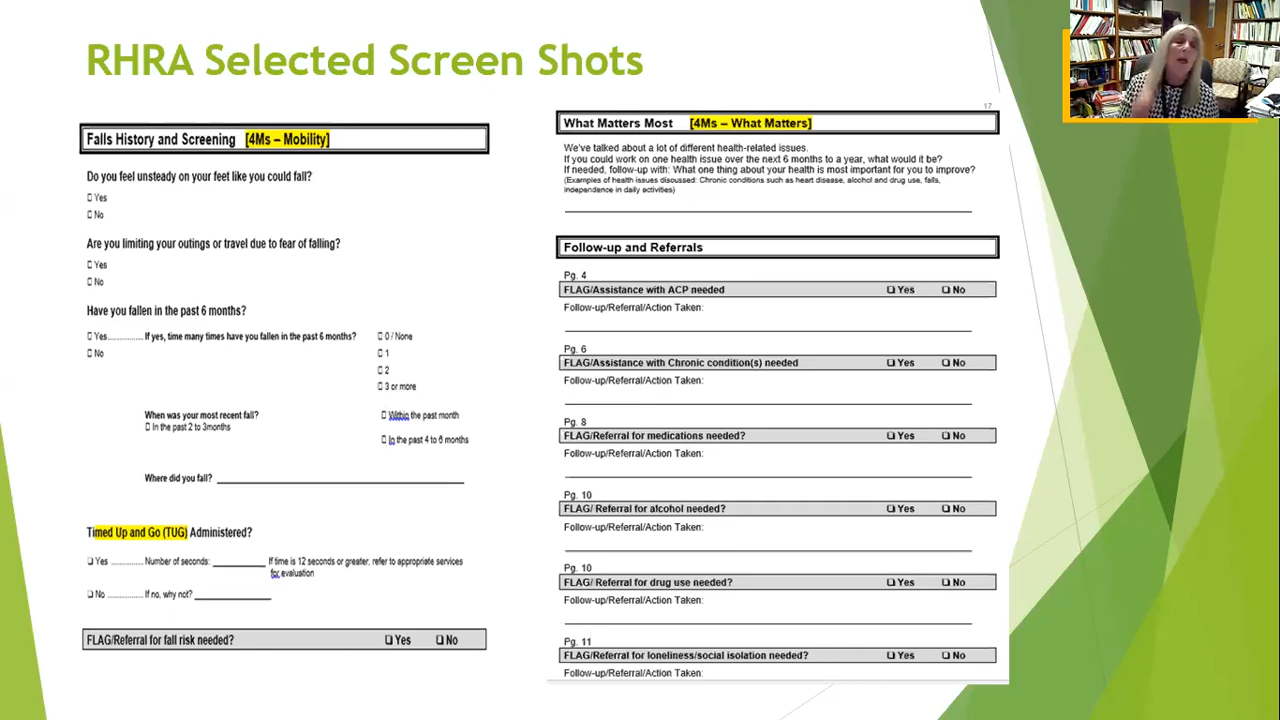 RHRA Selected Screen Shots
Falls History and Screening [4Ms – Mobility]
Do you feel unsteady on your feet like you could fall?
☐ Yes
☐ No
Are you limiting your outings or travel due to fear of falling?
☐ Yes
☐ No
Have you fallen in the past 6 months?
☐ Yes.............. If yes, time many times have you fallen in the past 6 months? ☐ 0 / None
☐ No ☐ 1
☐ 2
☐ 3 or more
When was your most recent fall? ☐ Within the past month
☐ In the past 2 to 3months
☐ In the past 4 to 6 months
Where did you fall? ____________________
Timed Up and Go (TUG) Administered?
☐ Yes .............. Number of seconds: __________ If time is 12 seconds or greater, refer to appropriate services
for evaluation
☐ No ............... If no, why not? ______________
FLAG/Referral for fall risk needed? ☐ Yes ☐ No
17
What Matters Most [4Ms – What Matters]
We've talked about a lot of different health-related issues.
If you could work on one health issue over the next 6 months to a year, what would it be?
If needed, follow-up with: What one thing about your health is most important for you to improve?
(Examples of health issues discussed: Chronic conditions such as heart disease, alcohol and drug use, falls,
independence in daily activities)
Follow-up and Referrals
Pg. 4
FLAG/Assistance with ACP needed ☐ Yes ☐ No
Follow-up/Referral/Action Taken:
Pg. 6
FLAG/Assistance with Chronic condition(s) needed ☐ Yes ☐ No
Follow-up/Referral/Action Taken:
Pg. 8
FLAG/Referral for medications needed? ☐ Yes ☐ No
Follow-up/Referral/Action Taken:
Pg. 10
FLAG/ Referral for alcohol needed? ☐ Yes ☐ No
Follow-up/Referral/Action Taken:
Pg. 10
FLAG/ Referral for drug use needed? ☐ Yes ☐ No
Follow-up/Referral/Action Taken:
Pg. 11
FLAG/Referral for loneliness/social isolation needed? ☐ Yes ☐ No
Follow-up/Referral/Action Taken: